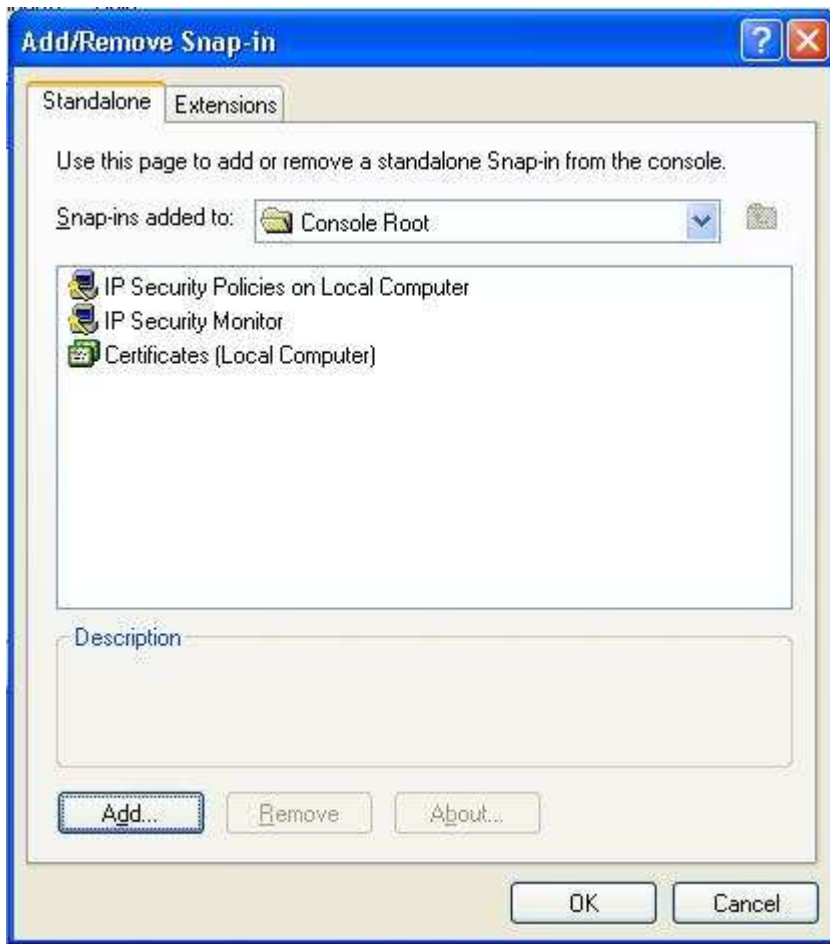 Add/Remove Snap-in
Standalone Extensions
Use this page to add or remove a standalone Snap-in from the console.
Snap-ins added to: Console Root
IP Security Policies on Local Computer
IP Security Monitor
Certificates (Local Computer)
Description
Add... Remove About...
OK Cancel